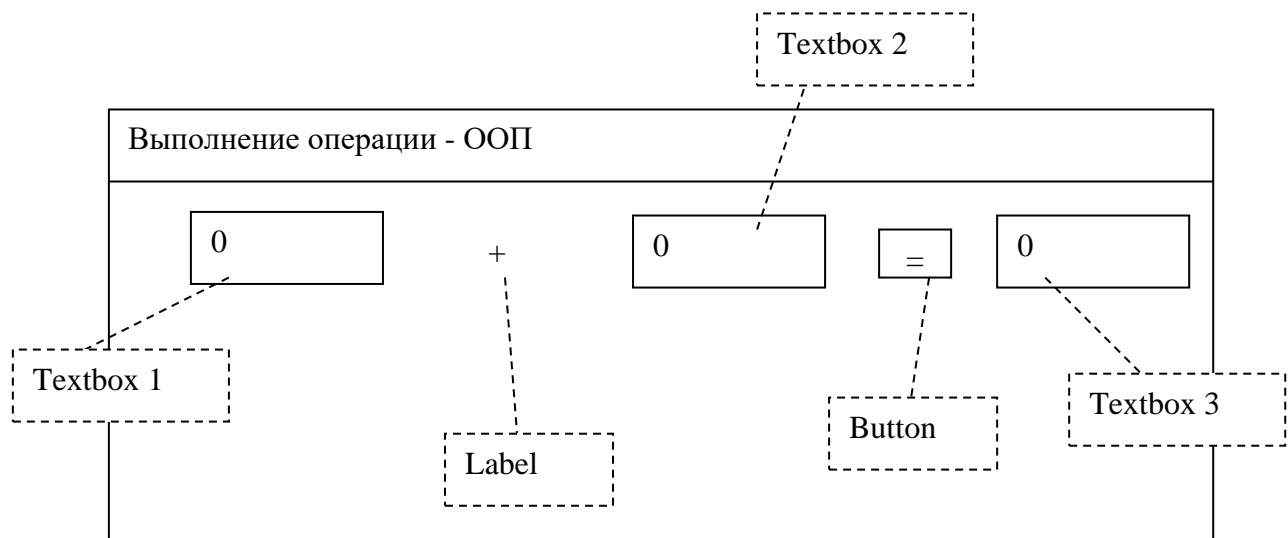 Textbox 2
Выполнение операции - ООП
0
+
0
=
0
Textbox 1
Label
Button
Textbox 3